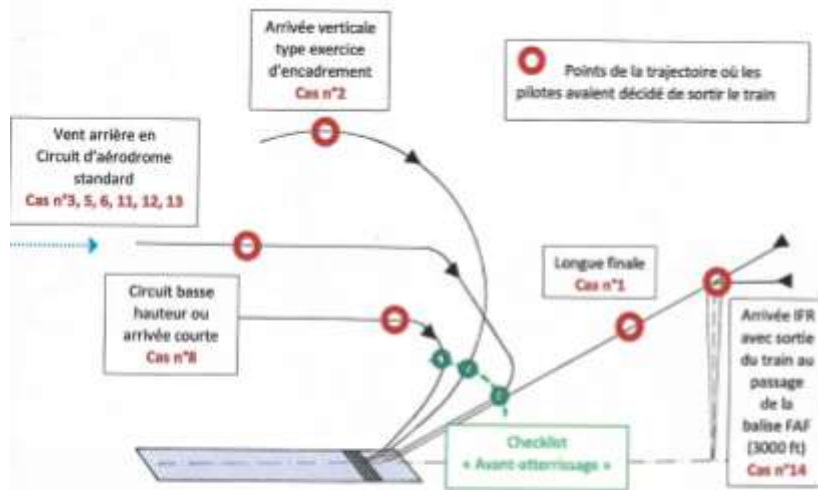 Arrivée verticale
type exercice
d'encadrement
Cas n°2
Points de la trajectoire où les
pilotes avaient décidé de sortir le train
Vent arrière en
Circuit d'aérodrome
standard
Cas n°3, 5, 6, 11, 12, 13
Circuit basse
hauteur ou
arrivée courte
Cas n°8
Longue finale
Cas n°1
Arrivée IFR
avec sortie
du train au
passage
de la
balise FAF
(3000 ft)
Cas n°14
Checklist
« Avant-atterrissage »